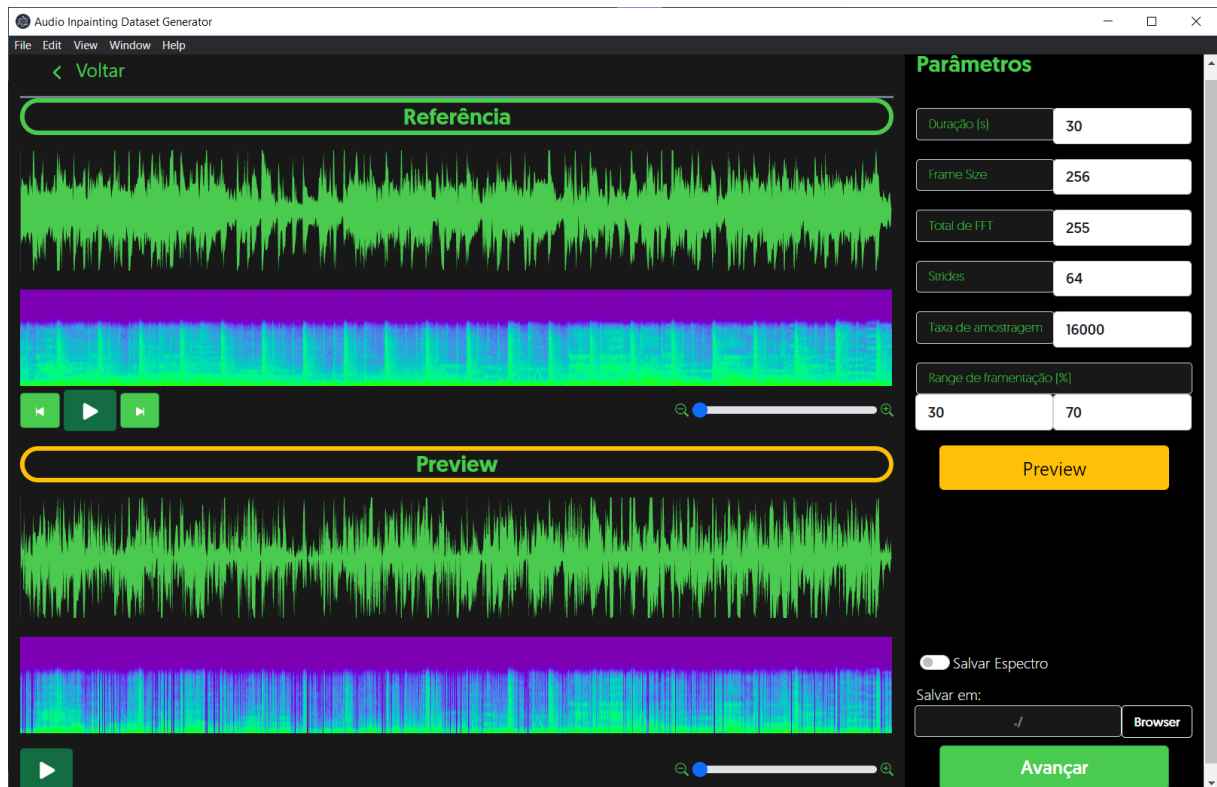 Audio Inpainting Dataset Generator
File Edit View Window Help
Voltar
Referência
Preview
Parâmetros
Duração (s) 30
Frame Size 256
Total de FFT 255
Strides 64
Taxa de amostragem 16000
Range de framentação (%)
30 70
Preview
Salvar Espectro
Salvar em:
./ Browser
Avançar